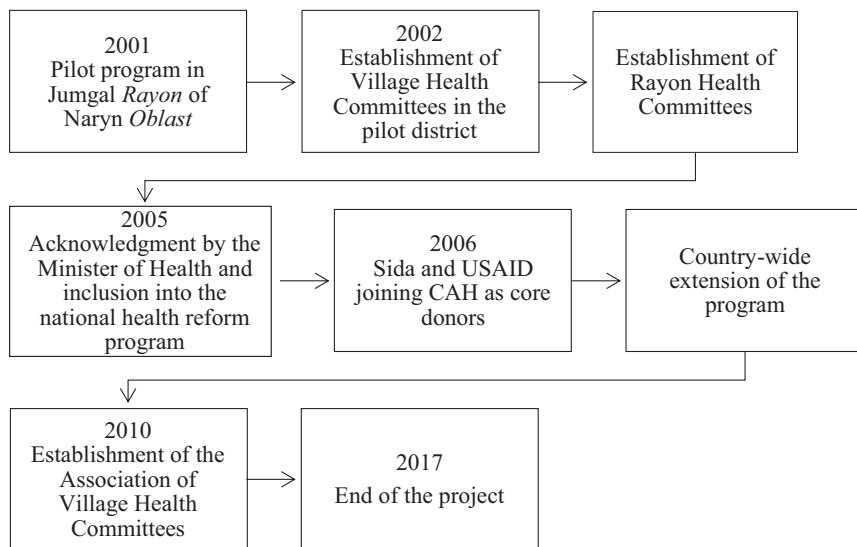 2001
Pilot program in
Jumgal Rayon of
Naryn Oblast
2002
Establishment of
Village Health
Committees in the
pilot district
Establishment of
Rayon Health
Committees
2005
Acknowledgment by the
Minister of Health and
inclusion into the
national health reform
program
2006
Sida and USAID
joining CAH as core
donors
Country-wide
extension of the
program
2010
Establishment of the
Association of
Village Health
Committees
2017
End of the project